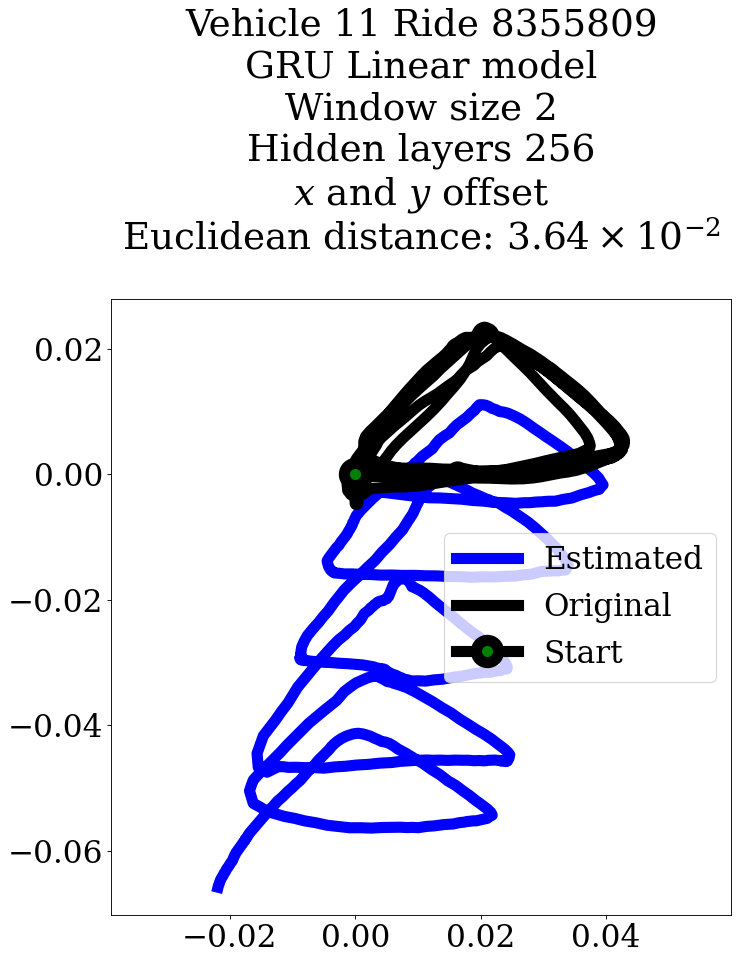 Vehicle 11 Ride 8355809
GRU Linear model
Window size 2
Hidden layers 256
x and y offset
Euclidean distance: 3.64 × 10⁻²
0.02
0.00
−0.02
−0.04
−0.06
Estimated
Original
Start
−0.02 0.00 0.02 0.04